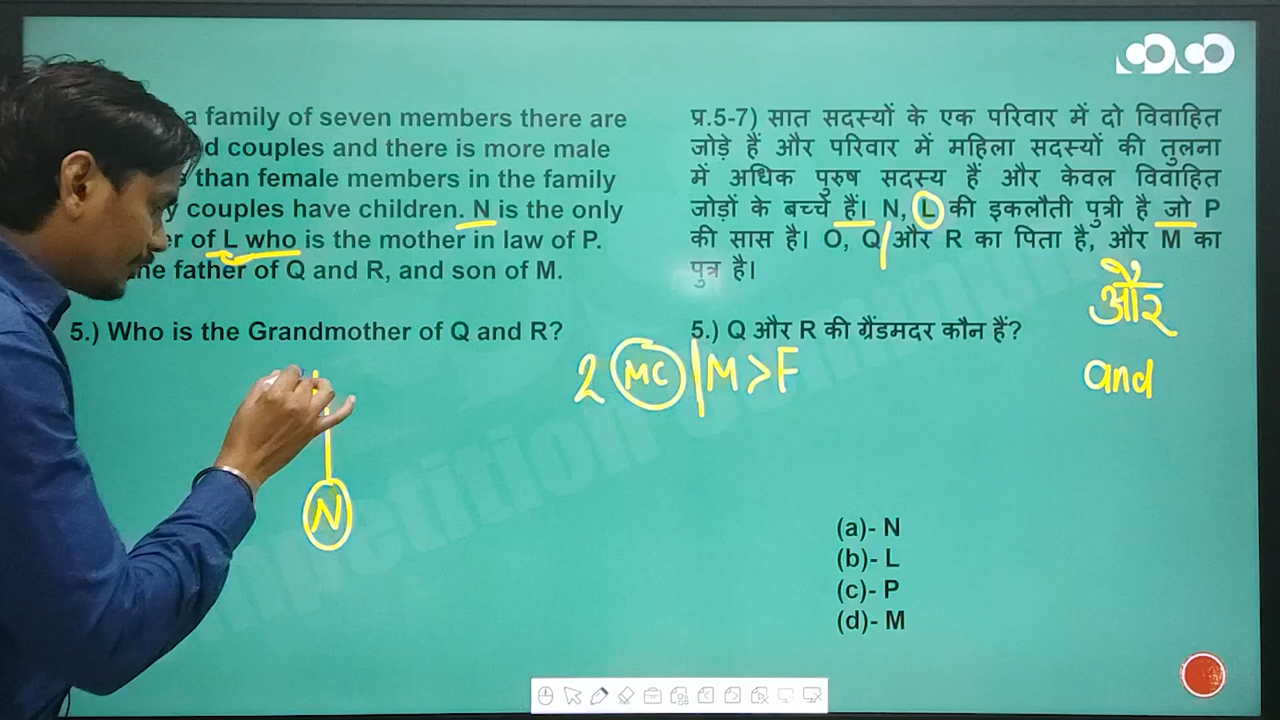 a family of seven members there are
couples and there is more male
than female members in the family
couples have children. N is the only
of L who is the mother in law of P.
the father of Q and R, and son of M.
5.) Who is the Grandmother of Q and R?
प्र.5-7) सात सदस्यों के एक परिवार में दो विवाहित
जोड़े हैं और परिवार में महिला सदस्यों की तुलना
में अधिक पुरुष सदस्य हैं और केवल विवाहित
जोड़ों के बच्चे हैं। N, L की इकलौती पुत्री है जो P
की सास है। O, Q और R का पिता है, और M का
पुत्र है।
5.) Q और R की ग्रैंडमदर कौन हैं?
और
and
2 MC | M > F
N
(a)- N
(b)- L
(c)- P
(d)- M